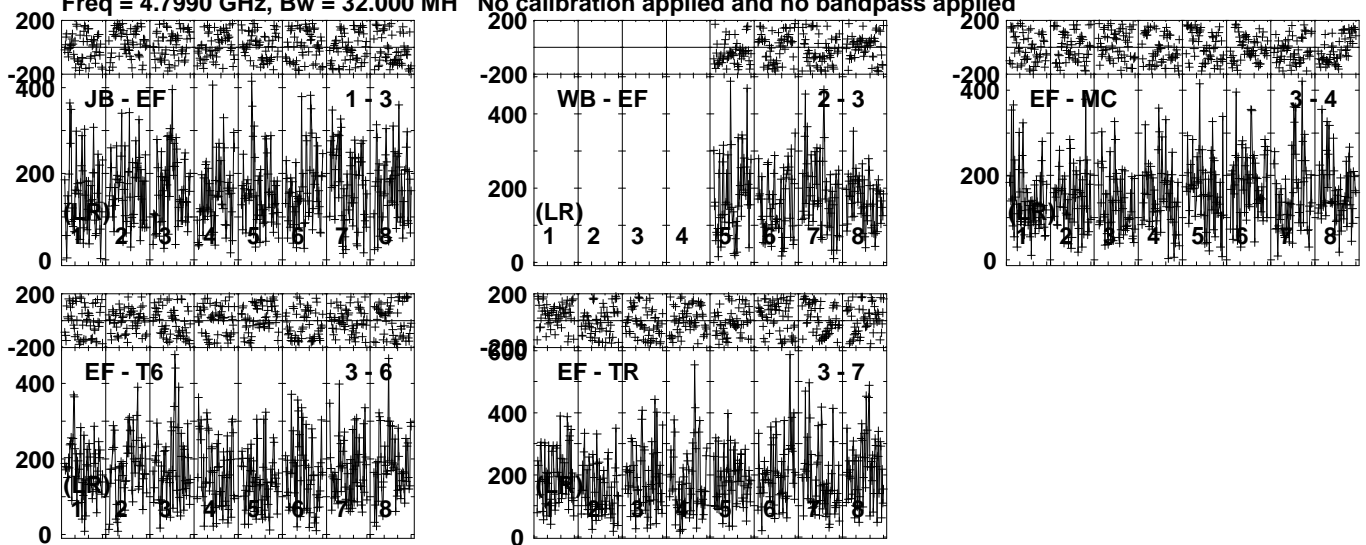 Freq = 4.7990 GHz, Bw = 32.000 MH No calibration applied and no bandpass applied
200
-200
400
200
0
JB - EF 1 - 3
(LR)
1 2 3 4 5 6 7 8
200
-200
400
200
0
WB - EF 2 - 3
(LR)
1 2 3 4 5 6 7 8
200
-200
400
200
0
EF - MC 3 - 4
(LR)
1 2 3 4 5 6 7 8
200
-200
400
200
0
EF - T6 3 - 6
(LR)
1 2 3 4 5 6 7 8
200
-200
600
400
200
0
EF - TR 3 - 7
(LR)
1 2 3 4 5 6 7 8